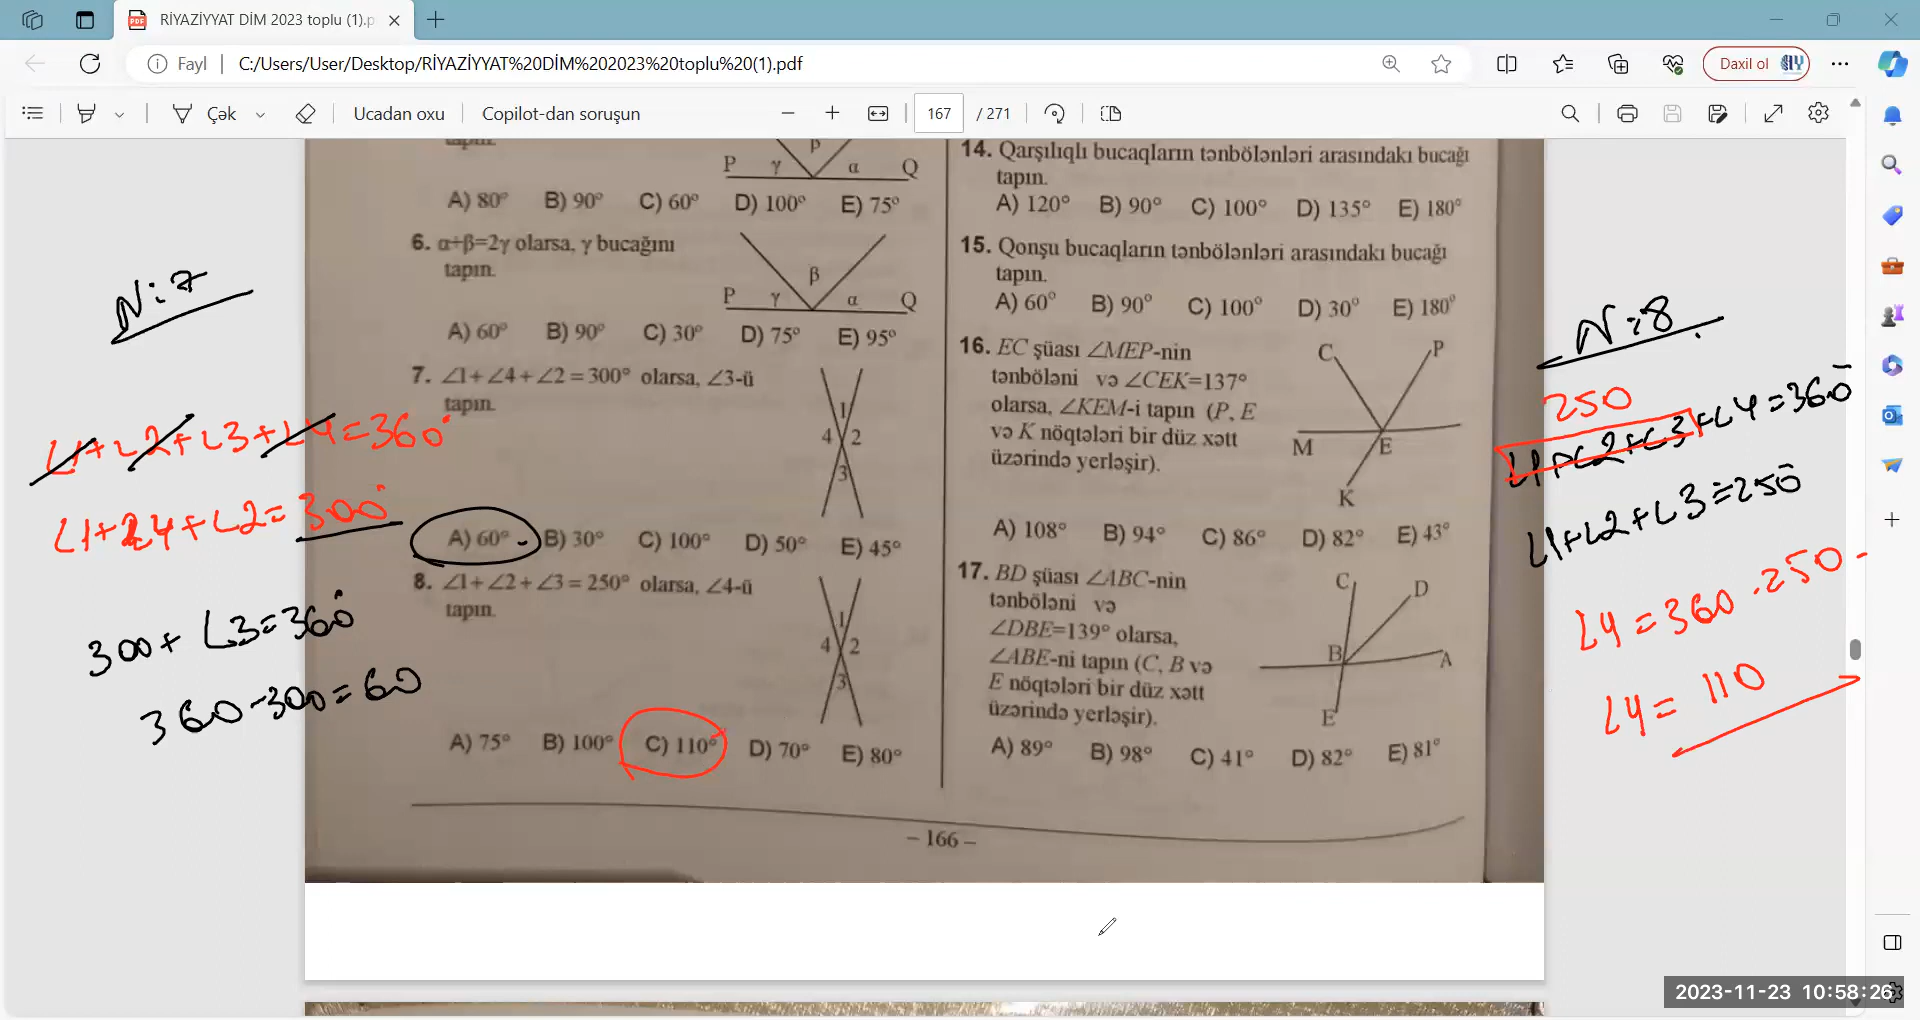 RİYAZİYYAT DİM 2023 toplu (1).p
Fayl
C:/Users/User/Desktop/RİYAZİYYAT%20DİM%202023%20toplu%20(1).pdf
Daxil ol
Çək
Ucadan oxu
Copilot-dan soruşun
167 / 271
tapın.
P γ β α Q
A) 80° B) 90° C) 60° D) 100° E) 75°
6. α+β=2γ olarsa, γ bucağını
tapın.
P γ β α Q
A) 60° B) 90° C) 30° D) 75° E) 95°
7. ∠1+∠4+∠2=300° olarsa, ∠3-ü
tapın.
1
4 2
3
A) 60° B) 30° C) 100° D) 50° E) 45°
8. ∠1+∠2+∠3=250° olarsa, ∠4-ü
tapın.
1
4 2
3
A) 75° B) 100° C) 110° D) 70° E) 80°
14. Qarşılıqlı bucaqların tənbölənləri arasındakı bucağı
tapın.
A) 120° B) 90° C) 100° D) 135° E) 180°
15. Qonşu bucaqların tənbölənləri arasındakı bucağı
tapın.
A) 60° B) 90° C) 100° D) 30° E) 180°
16. EC şüası ∠MEP-nin
tənböləni və ∠CEK=137°
olarsa, ∠KEM-i tapın (P, E
və K nöqtələri bir düz xətt
üzərində yerləşir).
C P
M E
K
A) 108° B) 94° C) 86° D) 82° E) 43°
17. BD şüası ∠ABC-nin
tənböləni və
∠DBE=139° olarsa,
∠ABE-ni tapın (C, B və
E nöqtələri bir düz xətt
üzərində yerləşir).
C D
B A
E
A) 89° B) 98° C) 41° D) 82° E) 81°
– 166 –
N:7
∠1+∠2+∠3+∠4=360°
∠1+∠4+∠2=300°
300+ ∠3=360°
360-300=60
N:8
250
∠1+∠2+∠3+∠4=360°
∠1+∠2+∠3=250°
∠4=360-250-
∠4= 110
2023-11-23 10:58:26